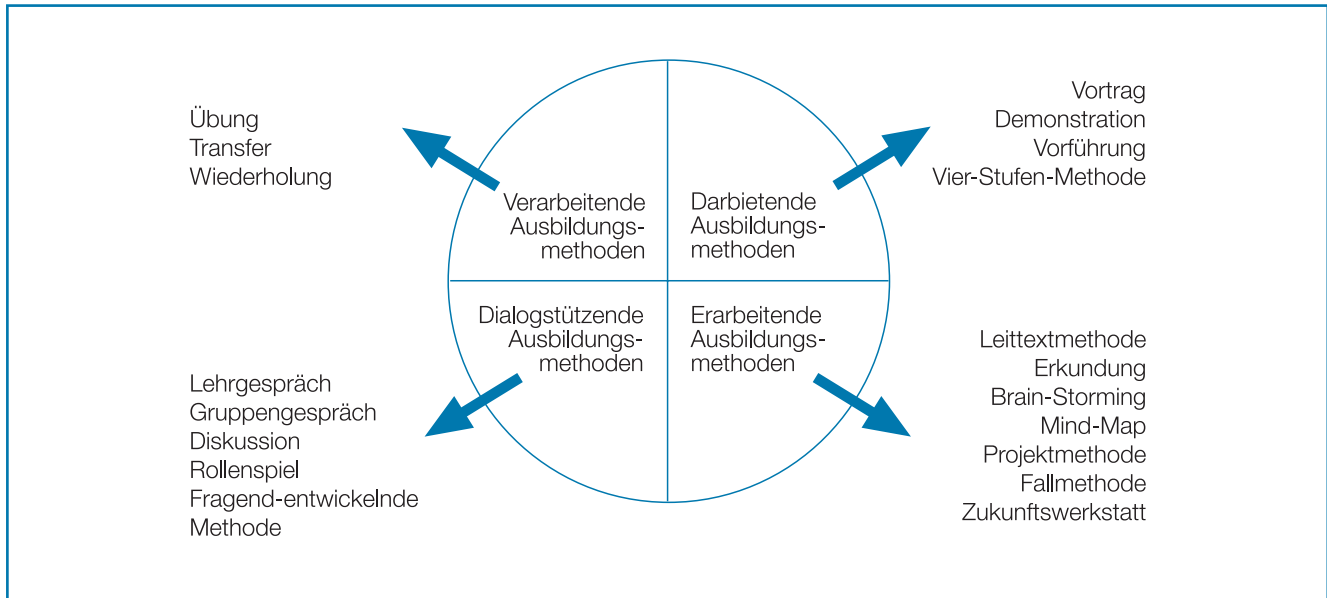 Übung
Transfer
Wiederholung
Vortrag
Demonstration
Vorführung
Vier-Stufen-Methode
Verarbeitende
Ausbildungs-
methoden
Darbietende
Ausbildungs-
methoden
Dialogstützende
Ausbildungs-
methoden
Erarbeitende
Ausbildungs-
methoden
Lehrgespräch
Gruppengespräch
Diskussion
Rollenspiel
Fragend-entwickelnde
Methode
Leittextmethode
Erkundung
Brain-Storming
Mind-Map
Projektmethode
Fallmethode
Zukunftswerkstatt